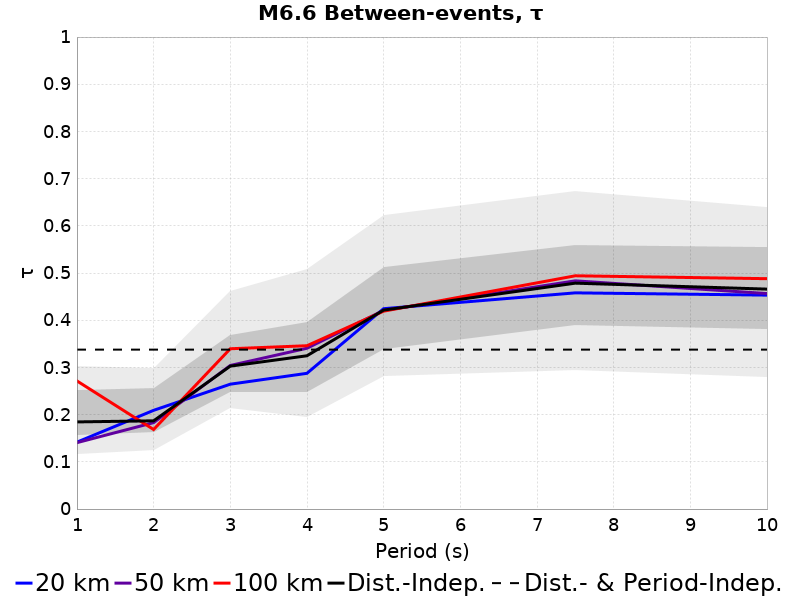 M6.6 Between-events, τ
1
0.9
0.8
0.7
0.6
0.5
0.4
0.3
0.2
0.1
0
τ
1 2 3 4 5 6 7 8 9 10
Period (s)
20 km 50 km 100 km Dist.-Indep. Dist.- & Period-Indep.